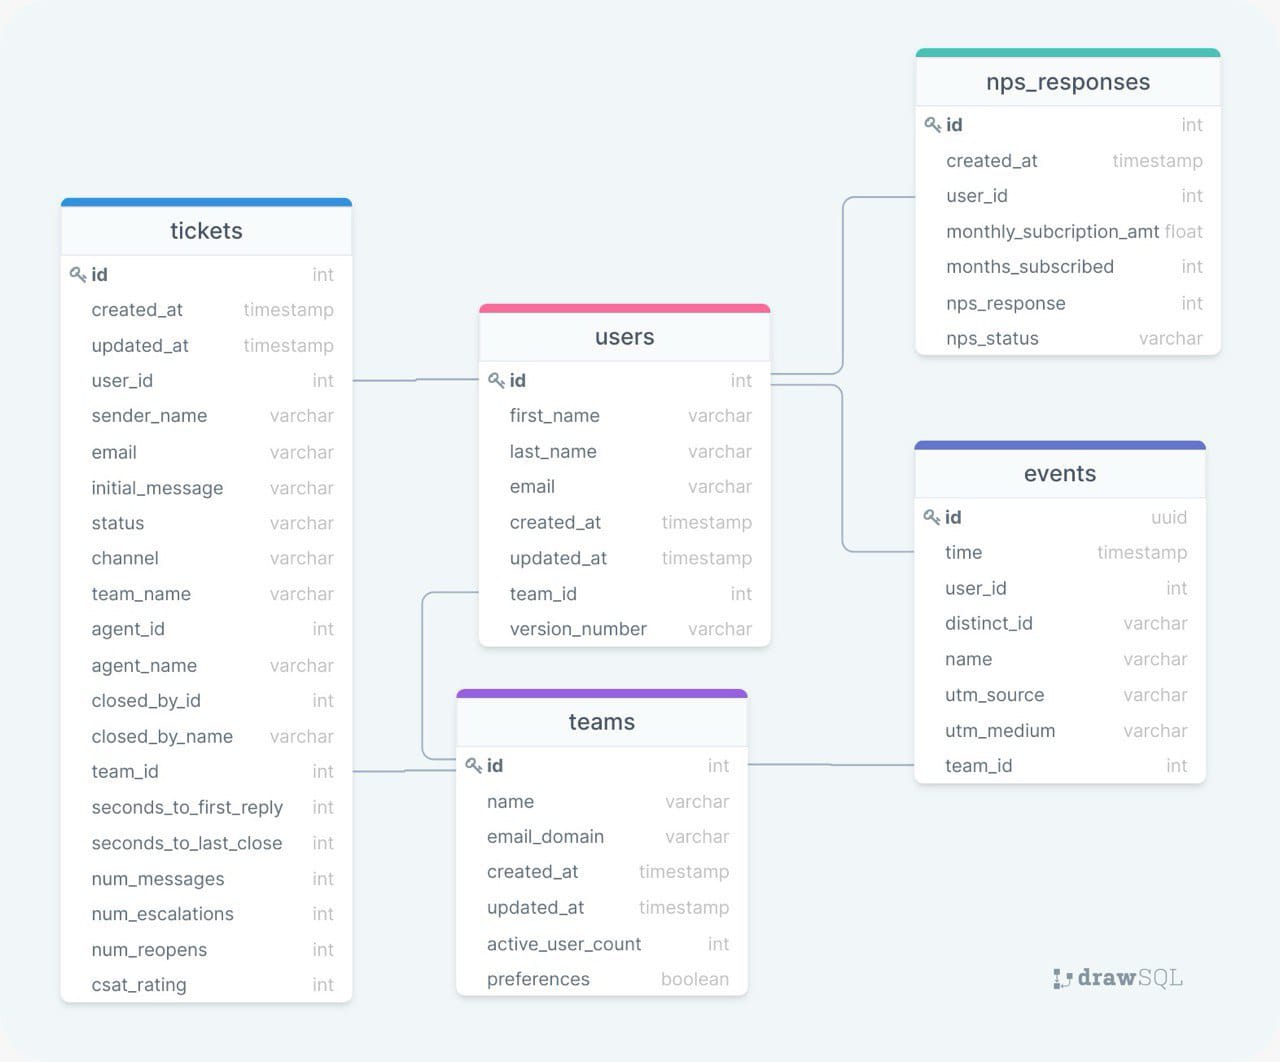 tickets
id int
created_at timestamp
updated_at timestamp
user_id int
sender_name varchar
email varchar
initial_message varchar
status varchar
channel varchar
team_name varchar
agent_id int
agent_name varchar
closed_by_id int
closed_by_name varchar
team_id int
seconds_to_first_reply int
seconds_to_last_close int
num_messages int
num_escalations int
num_reopens int
csat_rating int
users
id int
first_name varchar
last_name varchar
email varchar
created_at timestamp
updated_at timestamp
team_id int
version_number varchar
teams
id int
name varchar
email_domain varchar
created_at timestamp
updated_at timestamp
active_user_count int
preferences boolean
nps_responses
id int
created_at timestamp
user_id int
monthly_subcription_amt float
months_subscribed int
nps_response int
nps_status varchar
events
id uuid
time timestamp
user_id int
distinct_id varchar
name varchar
utm_source varchar
utm_medium varchar
team_id int
drawSQL